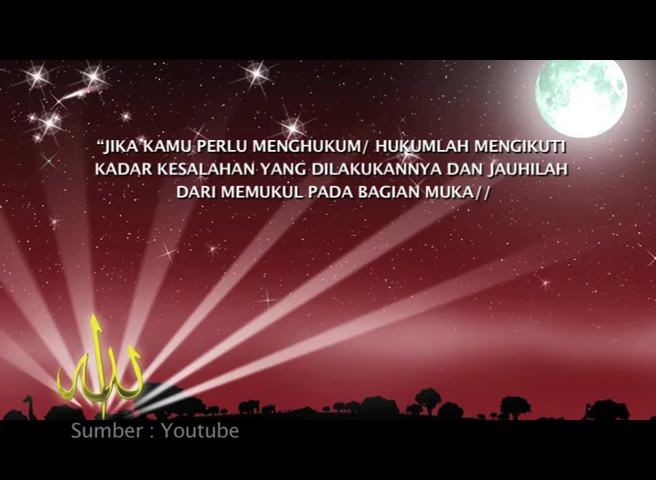 “JIKA KAMU PERLU MENGHUKUM/ HUKUMLAH MENGIKUTI
KADAR KESALAHAN YANG DILAKUKANNYA DAN JAUHILAH
DARI MEMUKUL PADA BAGIAN MUKA//
الله
Sumber : Youtube